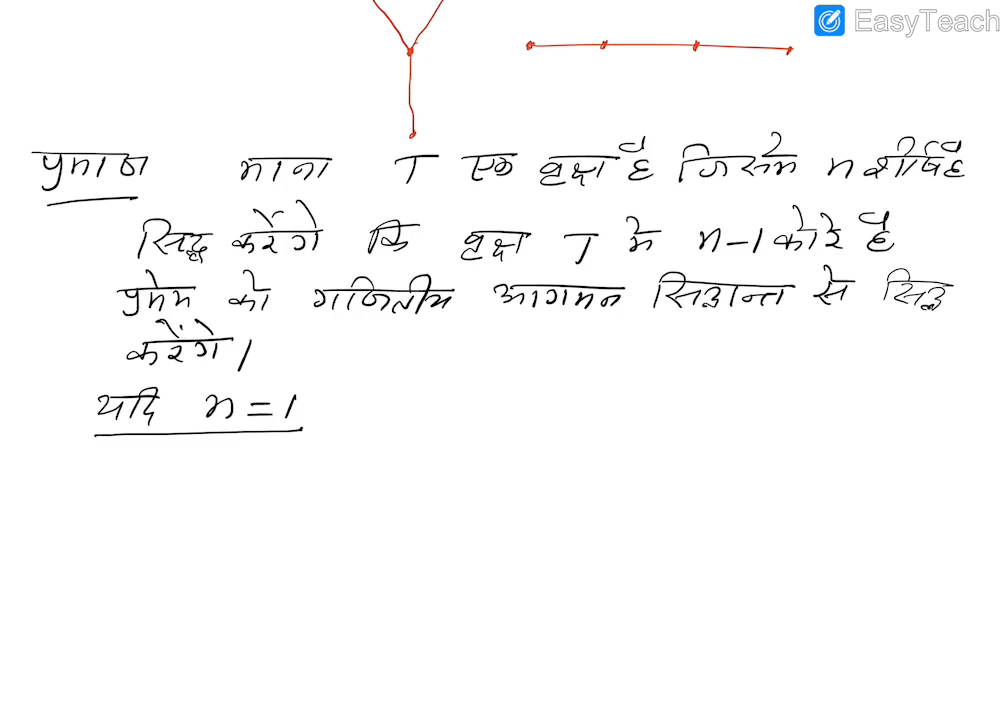 EasyTeach
प्रमाण माना T एक वृक्ष है जिसमे n शीर्ष है
सिद्ध करेंगे कि वृक्ष T मे n-1 कोरे है
प्रमेय को गणितीय आगमन सिद्धान्त से सिद्ध
करेंगे।
यदि n = 1